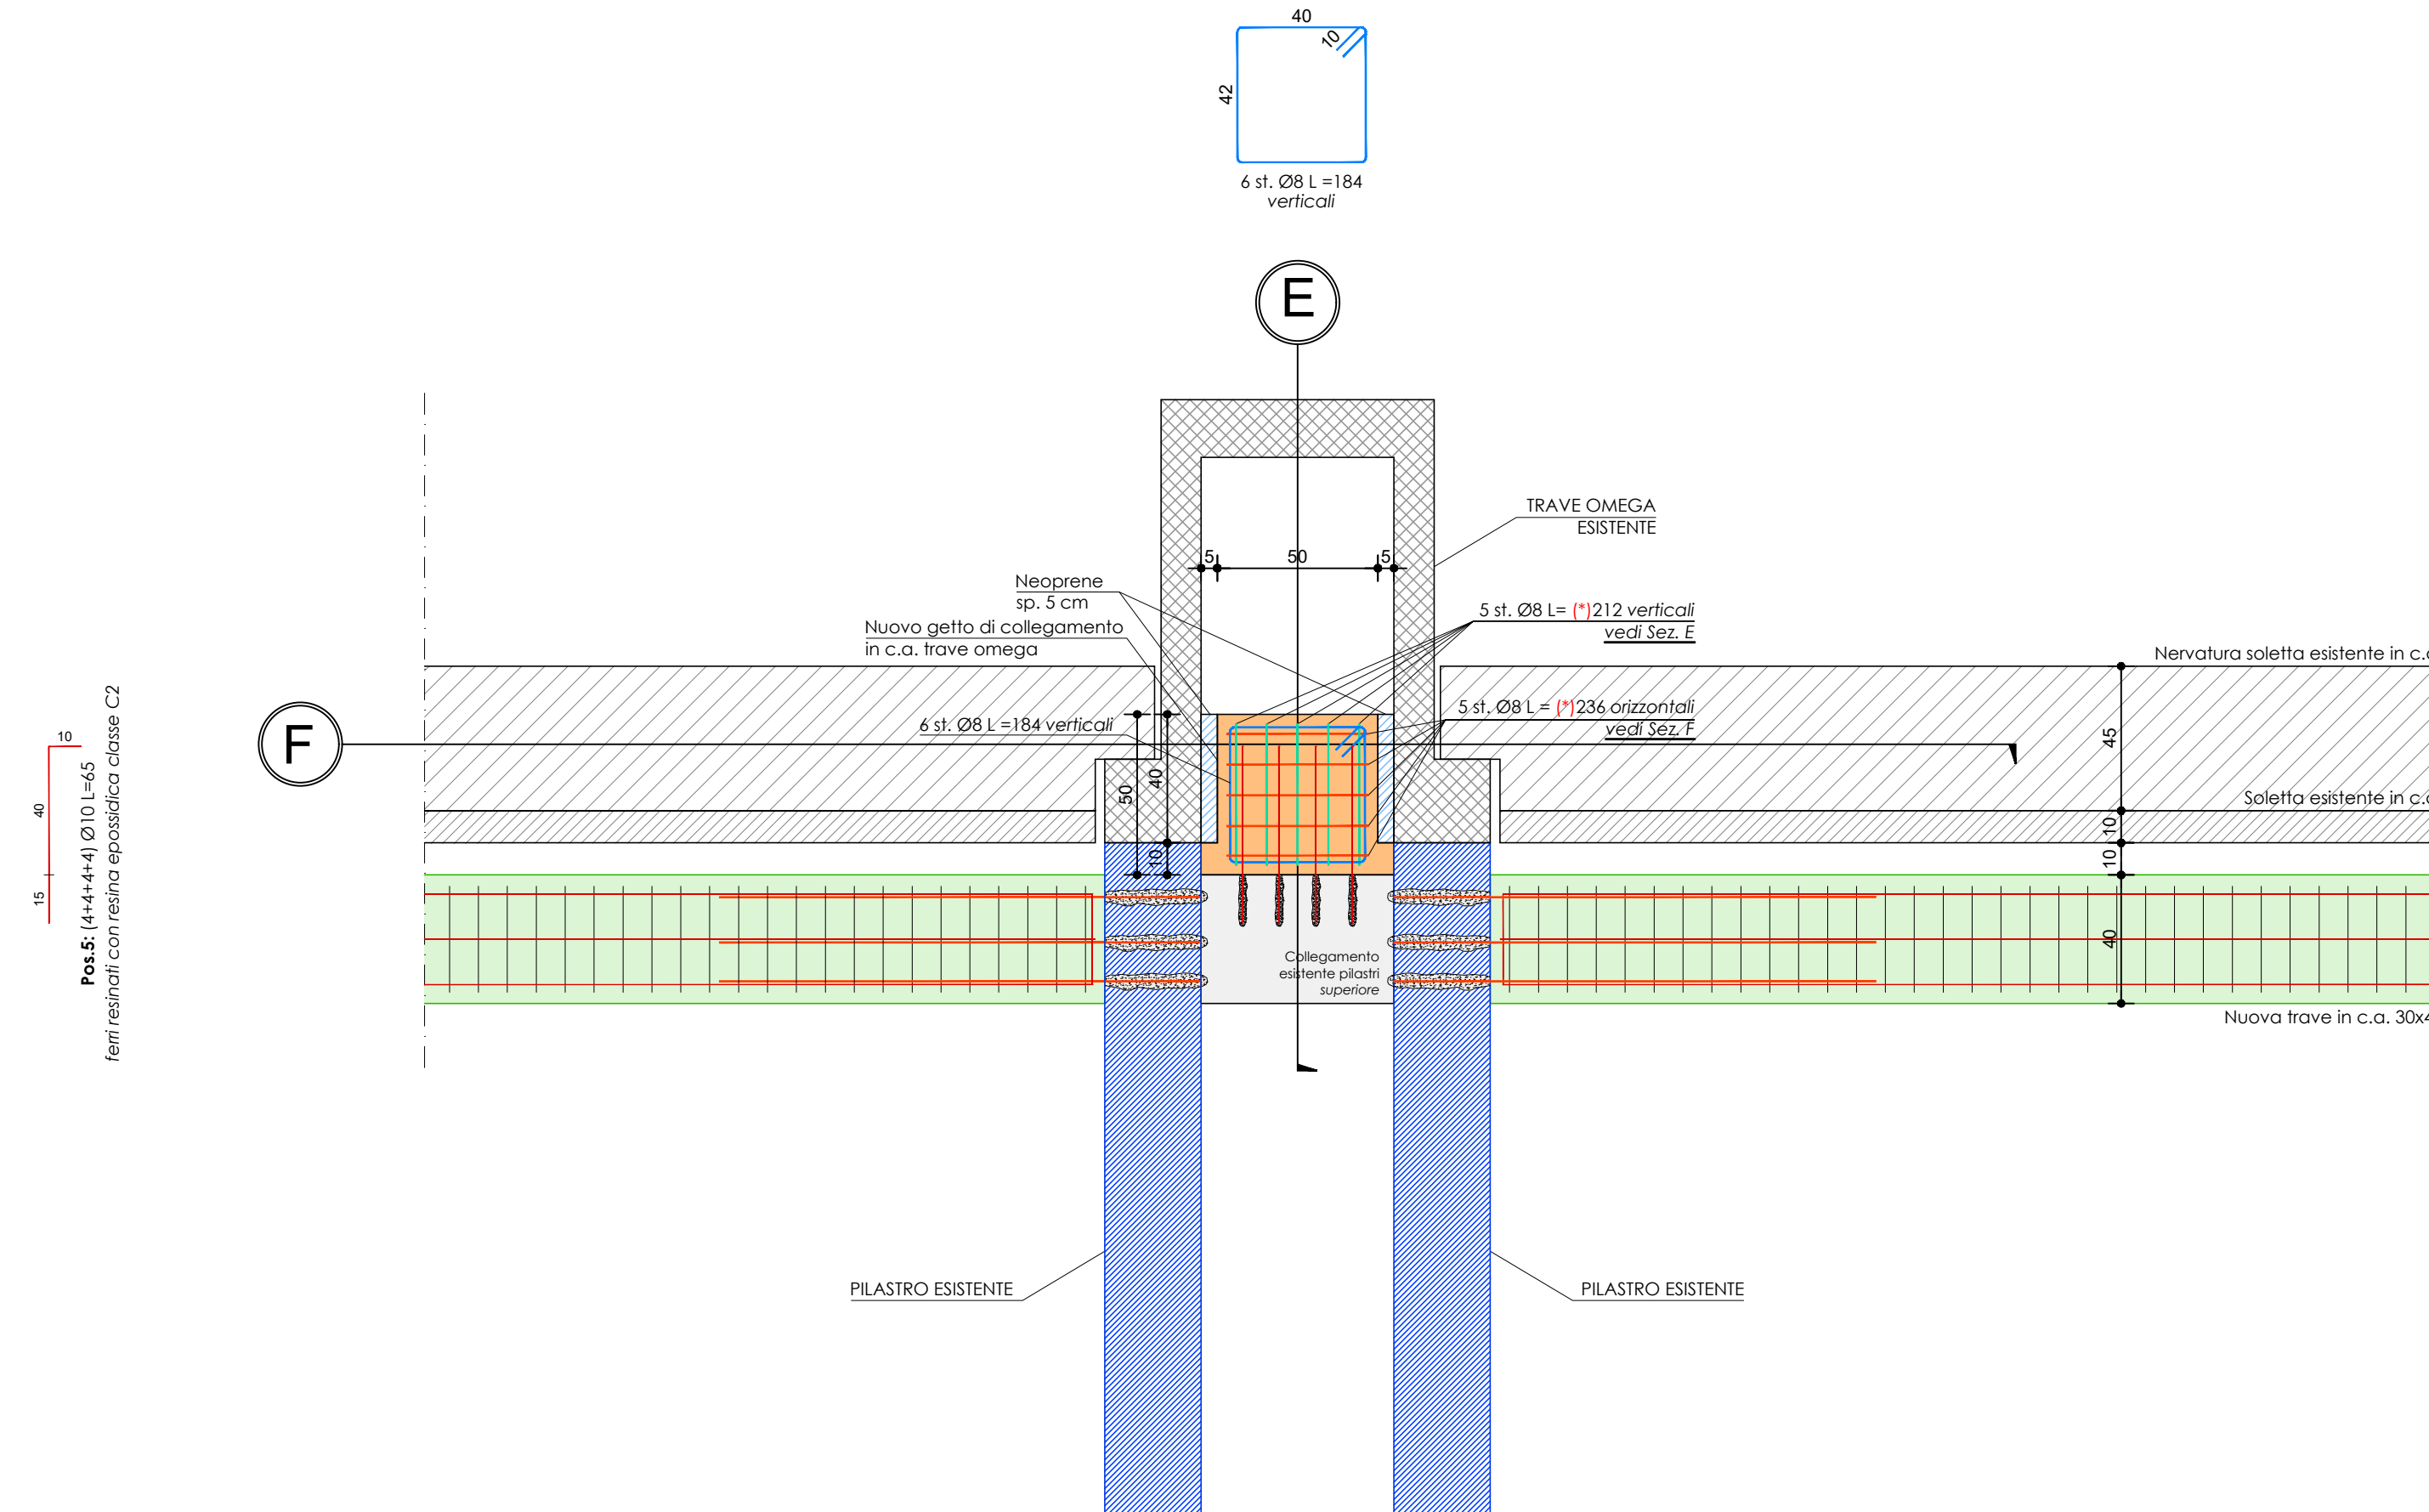 40
10
42
6 st. Ø8 L =184
verticali
E
TRAVE OMEGA
ESISTENTE
5
50
5
Neoprene
sp. 5 cm
Nuovo getto di collegamento
in c.a. trave omega
5 st. Ø8 L= (*)212 verticali
vedi Sez. E
Nervatura soletta esistente in c.a
5 st. Ø8 L = (*)236 orizzontali
vedi Sez. F
6 st. Ø8 L =184 verticali
F
45
50
40
10
Soletta esistente in c.a
10
10
40
10
40
15
Pos.5: (4+4+4+4) Ø10 L=65
ferri resinati con resina epossidica classe C2
Collegamento
esistente pilastri
superiore
Nuova trave in c.a. 30x4
PILASTRO ESISTENTE
PILASTRO ESISTENTE